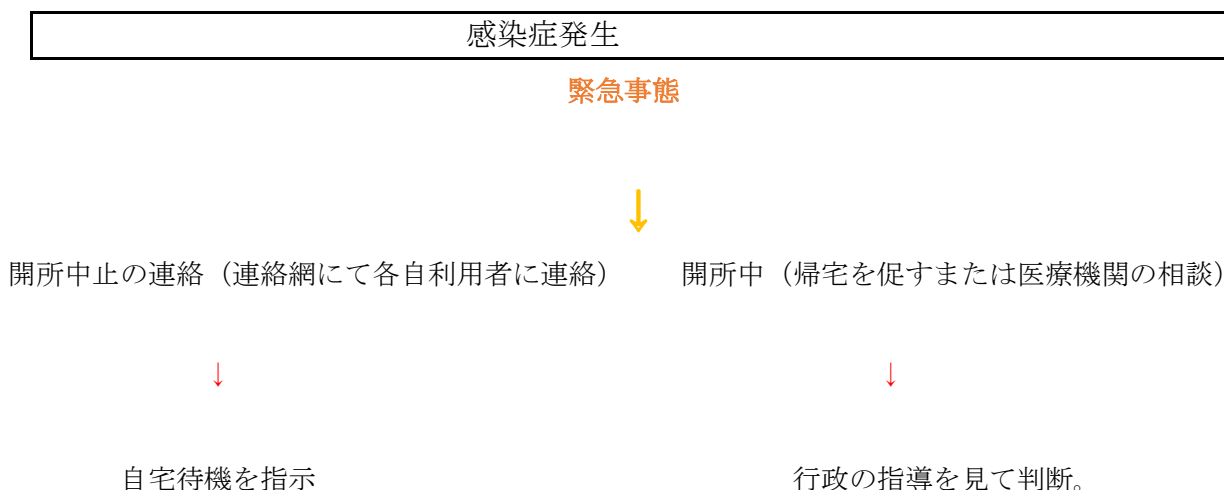 感染症発生
緊急事態
↓
開所中止の連絡（連絡網にて各自利用者に連絡） 開所中（帰宅を促すまたは医療機関の相談）
↓ ↓
自宅待機を指示 行政の指導を見て判断。